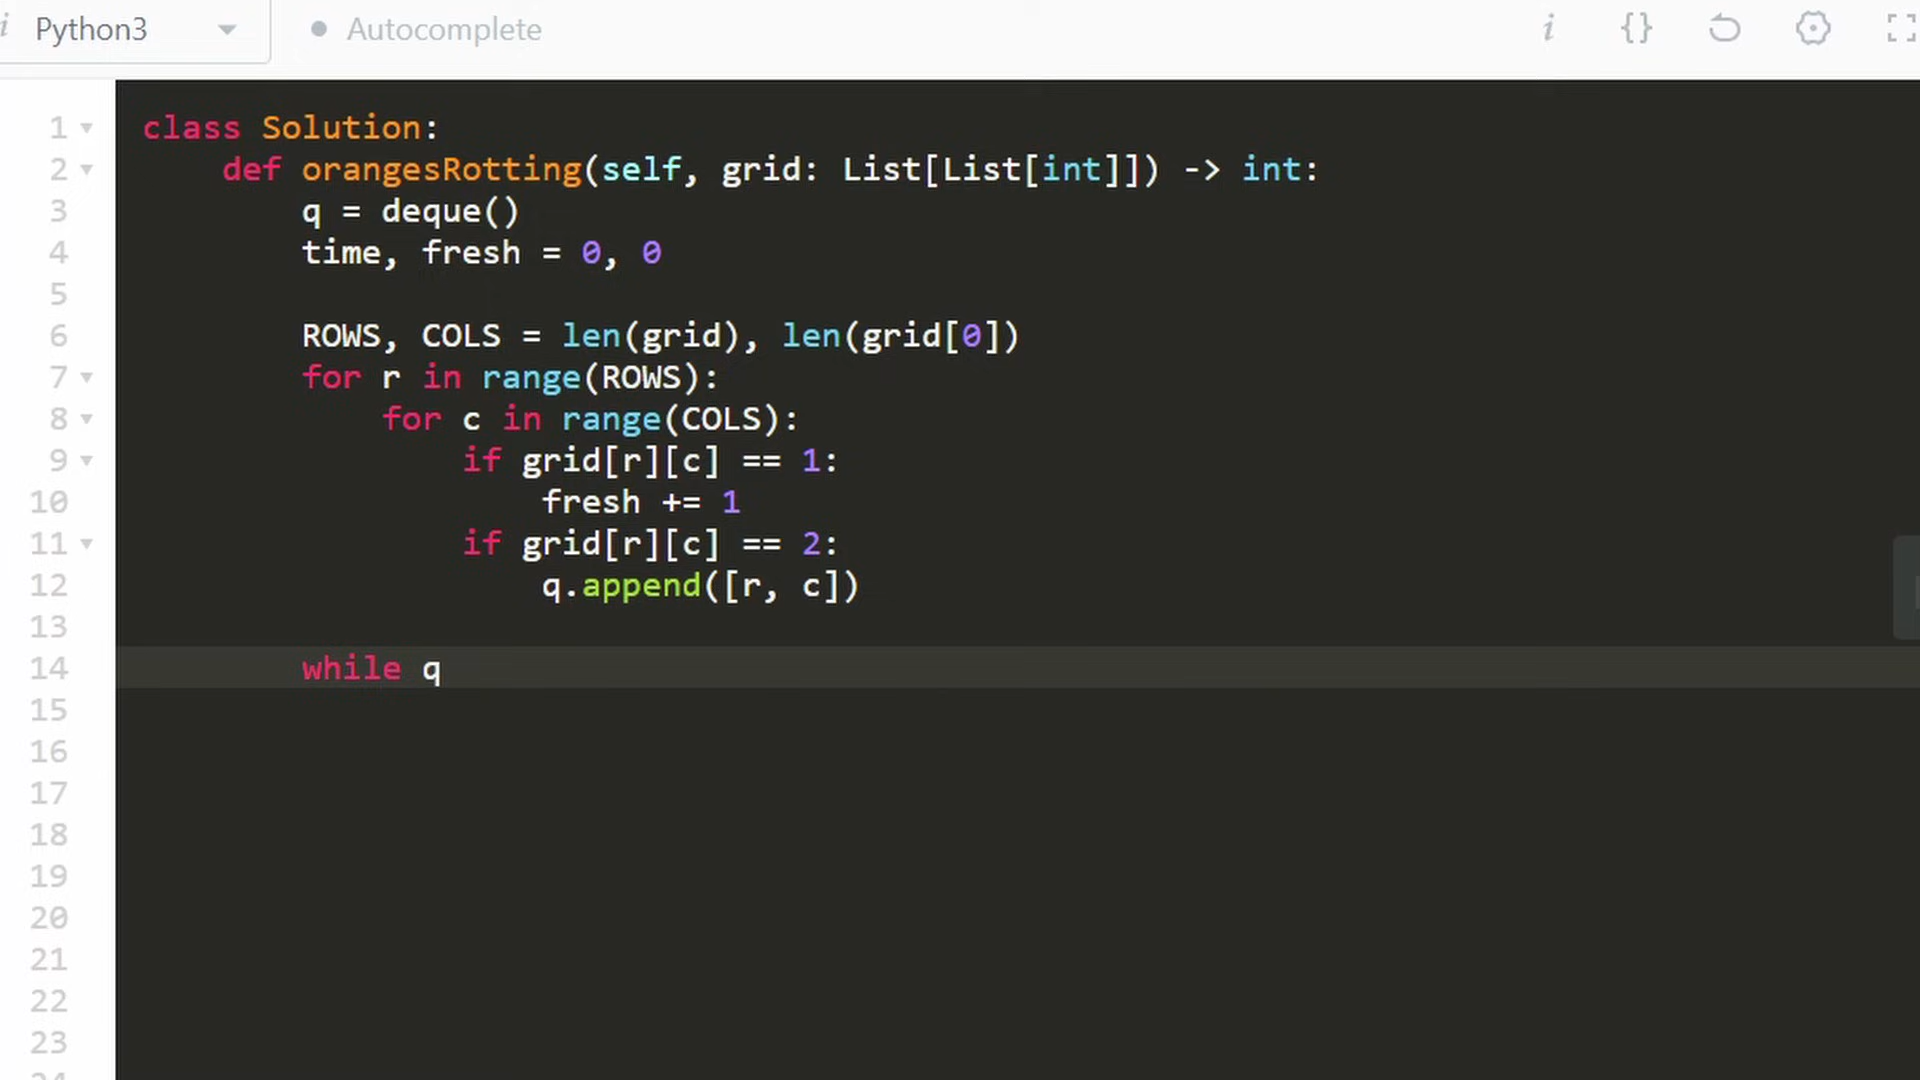 i Python3 Autocomplete i {}
1 class Solution:
2 def orangesRotting(self, grid: List[List[int]]) -> int:
3 q = deque()
4 time, fresh = 0, 0
5
6 ROWS, COLS = len(grid), len(grid[0])
7 for r in range(ROWS):
8 for c in range(COLS):
9 if grid[r][c] == 1:
10 fresh += 1
11 if grid[r][c] == 2:
12 q.append([r, c])
13
14 while q
15
16
17
18
19
20
21
22
23